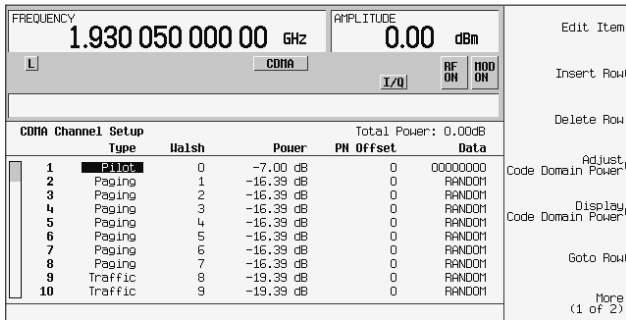 FREQUENCY
1.930 050 000 00 GHz
AMPLITUDE
0.00 dBm
L
CDMA
I/Q
RF ON
MOD ON
CDMA Channel Setup
Total Power: 0.00dB
Type Walsh Power PN Offset Data
1 Pilot 0 -7.00 dB 0 00000000
2 Paging 1 -16.39 dB 0 RANDOM
3 Paging 2 -16.39 dB 0 RANDOM
4 Paging 3 -16.39 dB 0 RANDOM
5 Paging 4 -16.39 dB 0 RANDOM
6 Paging 5 -16.39 dB 0 RANDOM
7 Paging 6 -16.39 dB 0 RANDOM
8 Paging 7 -16.39 dB 0 RANDOM
9 Traffic 8 -19.39 dB 0 RANDOM
10 Traffic 9 -19.39 dB 0 RANDOM
Edit Item
Insert Row
Delete Row
Adjust
Code Domain Power
Display
Code Domain Power
Goto Row
More
(1 of 2)